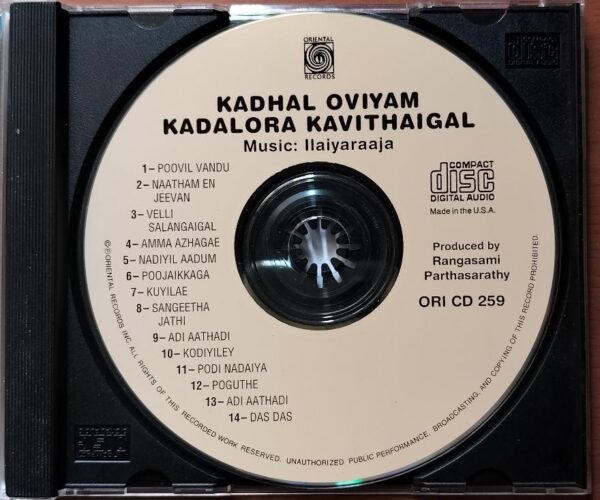 ORIENTAL
RECORDS
KADHAL OVIYAM
KADALORA KAVITHAIGAL
Music: Ilaiyaraaja
1– POOVIL VANDU
2– NAATHAM EN
JEEVAN
3– VELLI
SALANGAIGAL
4– AMMA AZHAGAE
5– NADIYIL AADUM
6– POOJAIKKAGA
7– KUYILAE
8– SANGEETHA
JATHI
9– ADI AATHADI
10– KODIYILEY
11– PODI NADAIYA
12– POGUTHE
13– ADI AATHADI
14– DAS DAS
COMPACT
disc
DIGITAL AUDIO
Made in the U.S.A.
Produced by
Rangasami
Parthasarathy
ORI CD 259
©℗ORIENTAL RECORDS INC. ALL RIGHTS OF THIS RECORDED WORK RESERVED. UNAUTHORIZED PUBLIC PERFORMANCE, BROADCASTING, AND COPYING OF THIS RECORD PROHIBITED.
COMPACT
disc
DIGITAL AUDIO